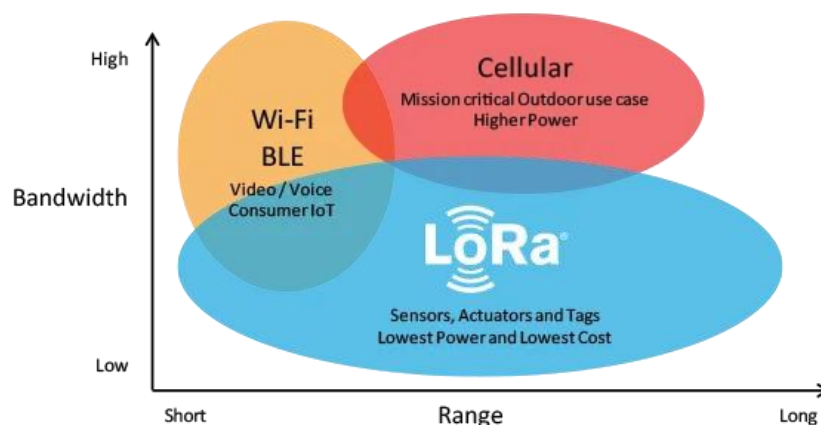 High
Bandwidth
Low
Wi-Fi
BLE
Video / Voice
Consumer IoT
Cellular
Mission critical Outdoor use case
Higher Power
LoRa®
Sensors, Actuators and Tags
Lowest Power and Lowest Cost
Short
Range
Long